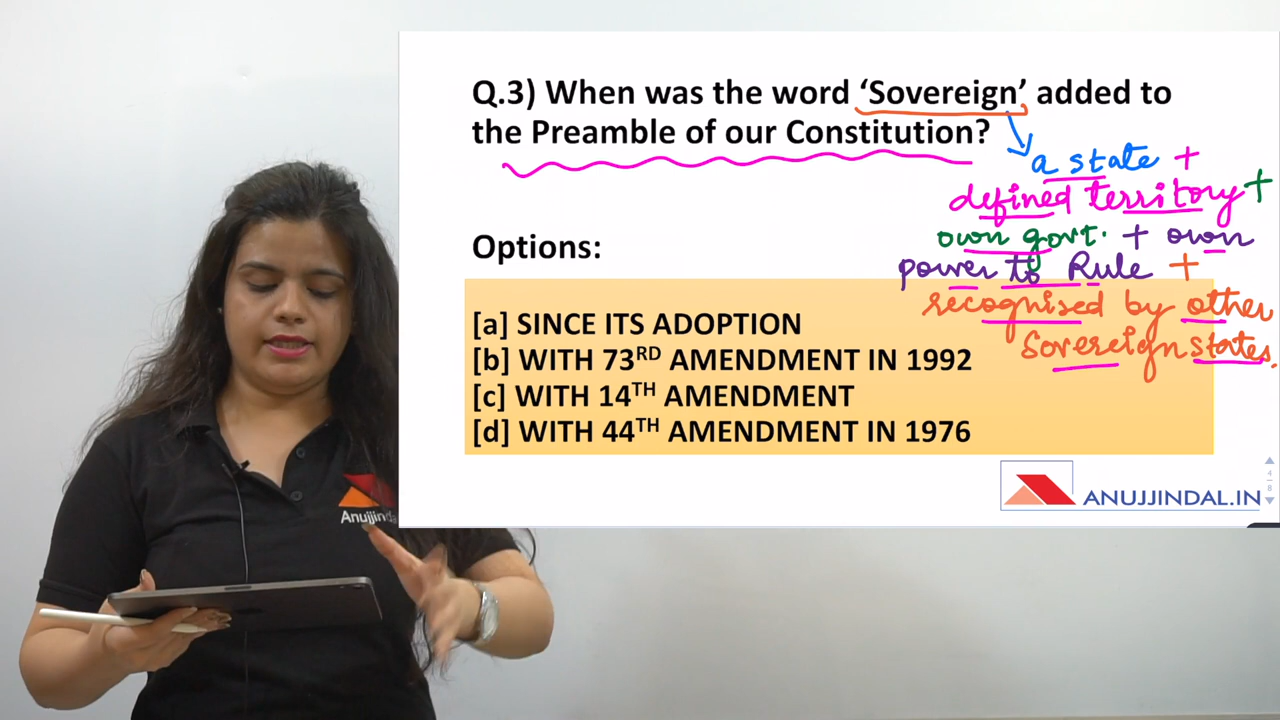 Q.3) When was the word ‘Sovereign’ added to
the Preamble of our Constitution?
a state +
defined territory +
own govt. + own
power to Rule +
recognised by other
Sovereign states.
Options:
[a] SINCE ITS ADOPTION
[b] WITH 73RD AMENDMENT IN 1992
[c] WITH 14TH AMENDMENT
[d] WITH 44TH AMENDMENT IN 1976
ANUJJINDAL.IN
4
8
Anujjinda